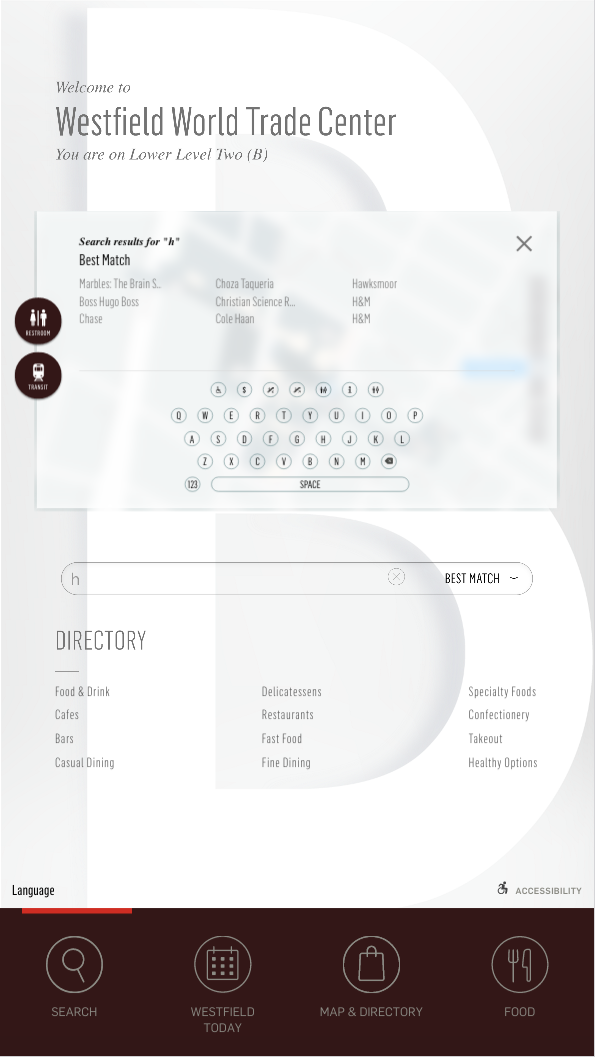 Welcome to
Westfield World Trade Center
You are on Lower Level Two (B)
Search results for "h"
Best Match
Marbles: The Brain S.. Choza Taqueria Hawksmoor
Boss Hugo Boss Christian Science R... H&M
Chase Cole Haan H&M
RESTROOM
TRANSIT
$
Q W E R T Y U I O P
A S D F G H J K L
Z X C V B N M
123 SPACE
h BEST MATCH
DIRECTORY
Food & Drink Delicatessens Specialty Foods
Cafes Restaurants Confectionery
Bars Fast Food Takeout
Casual Dining Fine Dining Healthy Options
Language ACCESSIBILITY
SEARCH WESTFIELD MAP & DIRECTORY FOOD
TODAY